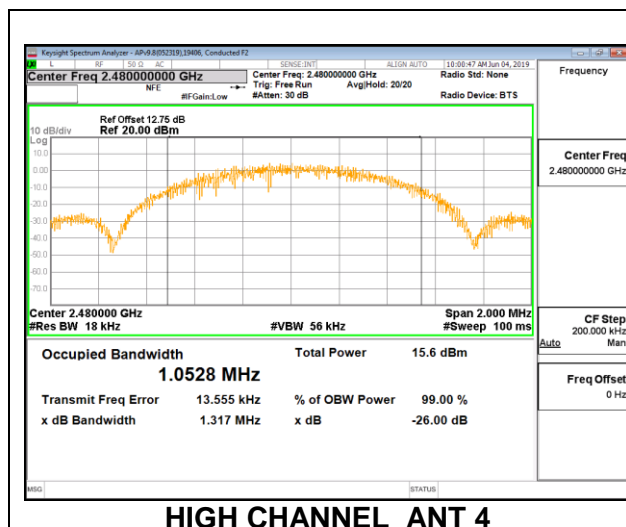 Keysight Spectrum Analyzer - APv9.8(052319),19406, Conducted F2
L RF 50 Ω AC SENSE:INT ALIGN AUTO 10:00:47 AM Jun 04, 2019
Center Freq 2.480000000 GHz Center Freq: 2.480000000 GHz Radio Std: None Frequency
NFE Trig: Free Run Avg|Hold: 20/20
#IFGain:Low #Atten: 30 dB Radio Device: BTS
Ref Offset 12.75 dB
10 dB/div Ref 20.00 dBm
Log
10.0
0.00
-10.0
-20.0
-30.0
-40.0
-50.0
-60.0
-70.0
Center Freq
2.480000000 GHz
Center 2.480000 GHz Span 2.000 MHz
#Res BW 18 kHz #VBW 56 kHz #Sweep 100 ms
CF Step
200.000 kHz
Auto Man
Occupied Bandwidth Total Power 15.6 dBm
1.0528 MHz
Freq Offset
0 Hz
Transmit Freq Error 13.555 kHz % of OBW Power 99.00 %
x dB Bandwidth 1.317 MHz x dB -26.00 dB
MSG STATUS
HIGH CHANNEL ANT 4